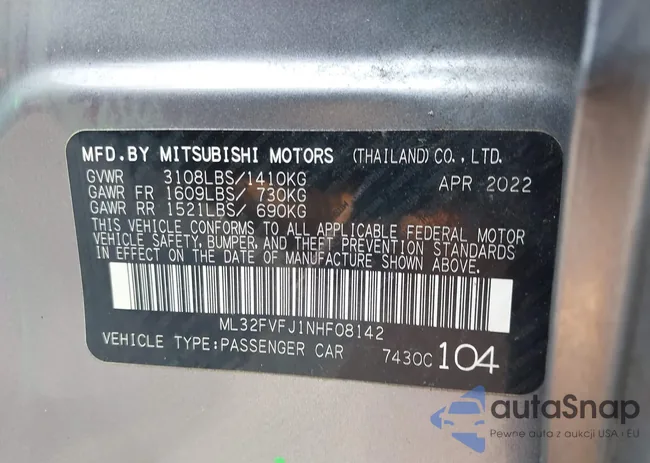 MFD.BY MITSUBISHI MOTORS (THAILAND) CO., LTD.
GVWR 3108LBS/1410KG APR 2022
GAWR FR 1609LBS/ 730KG
GAWR RR 1521LBS/ 690KG
THIS VEHICLE CONFORMS TO ALL APPLICABLE FEDERAL MOTOR
VEHICLE SAFETY, BUMPER, AND THEFT PREVENTION STANDARDS
IN EFFECT ON THE DATE OF MANUFACTURE SHOWN ABOVE.
ML32FVFJ1NHF08142
VEHICLE TYPE:PASSENGER CAR 7430C 104
autaSnap
Pewne auta z aukcji USA i EU